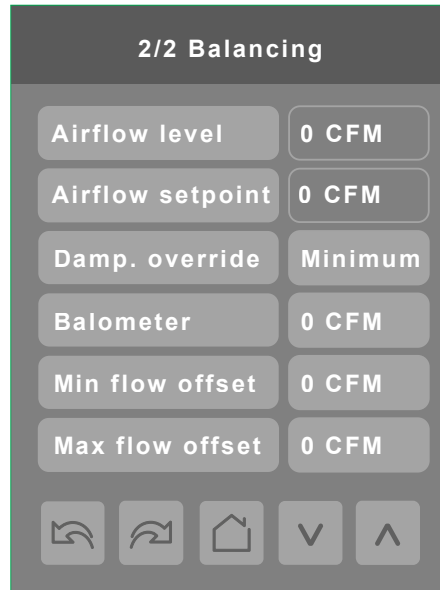 2/2 Balancing
Airflow level 0 CFM
Airflow setpoint 0 CFM
Damp. override Minimum
Balometer 0 CFM
Min flow offset 0 CFM
Max flow offset 0 CFM